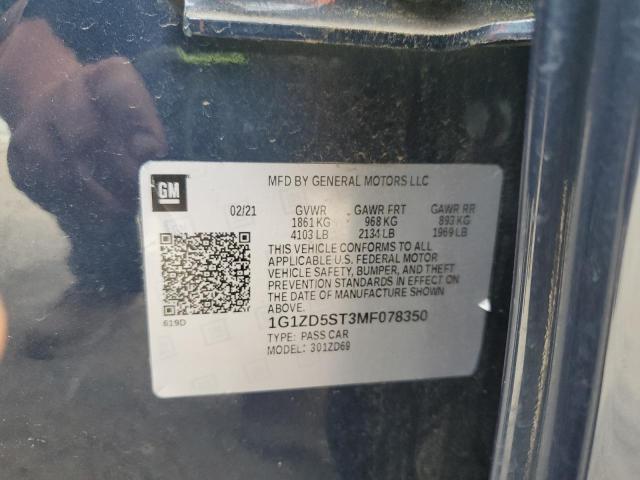 GM
MFD BY GENERAL MOTORS LLC
02/21 GVWR GAWR FRT GAWR RR
1861 KG 968 KG 893 KG
4103 LB 2134 LB 1969 LB
THIS VEHICLE CONFORMS TO ALL
APPLICABLE U.S. FEDERAL MOTOR
VEHICLE SAFETY, BUMPER, AND THEFT
PREVENTION STANDARDS IN EFFECT ON
THE DATE OF MANUFACTURE SHOWN
ABOVE.
619D
1G1ZD5ST3MF078350
TYPE: PASS CAR
MODEL: 301ZD69